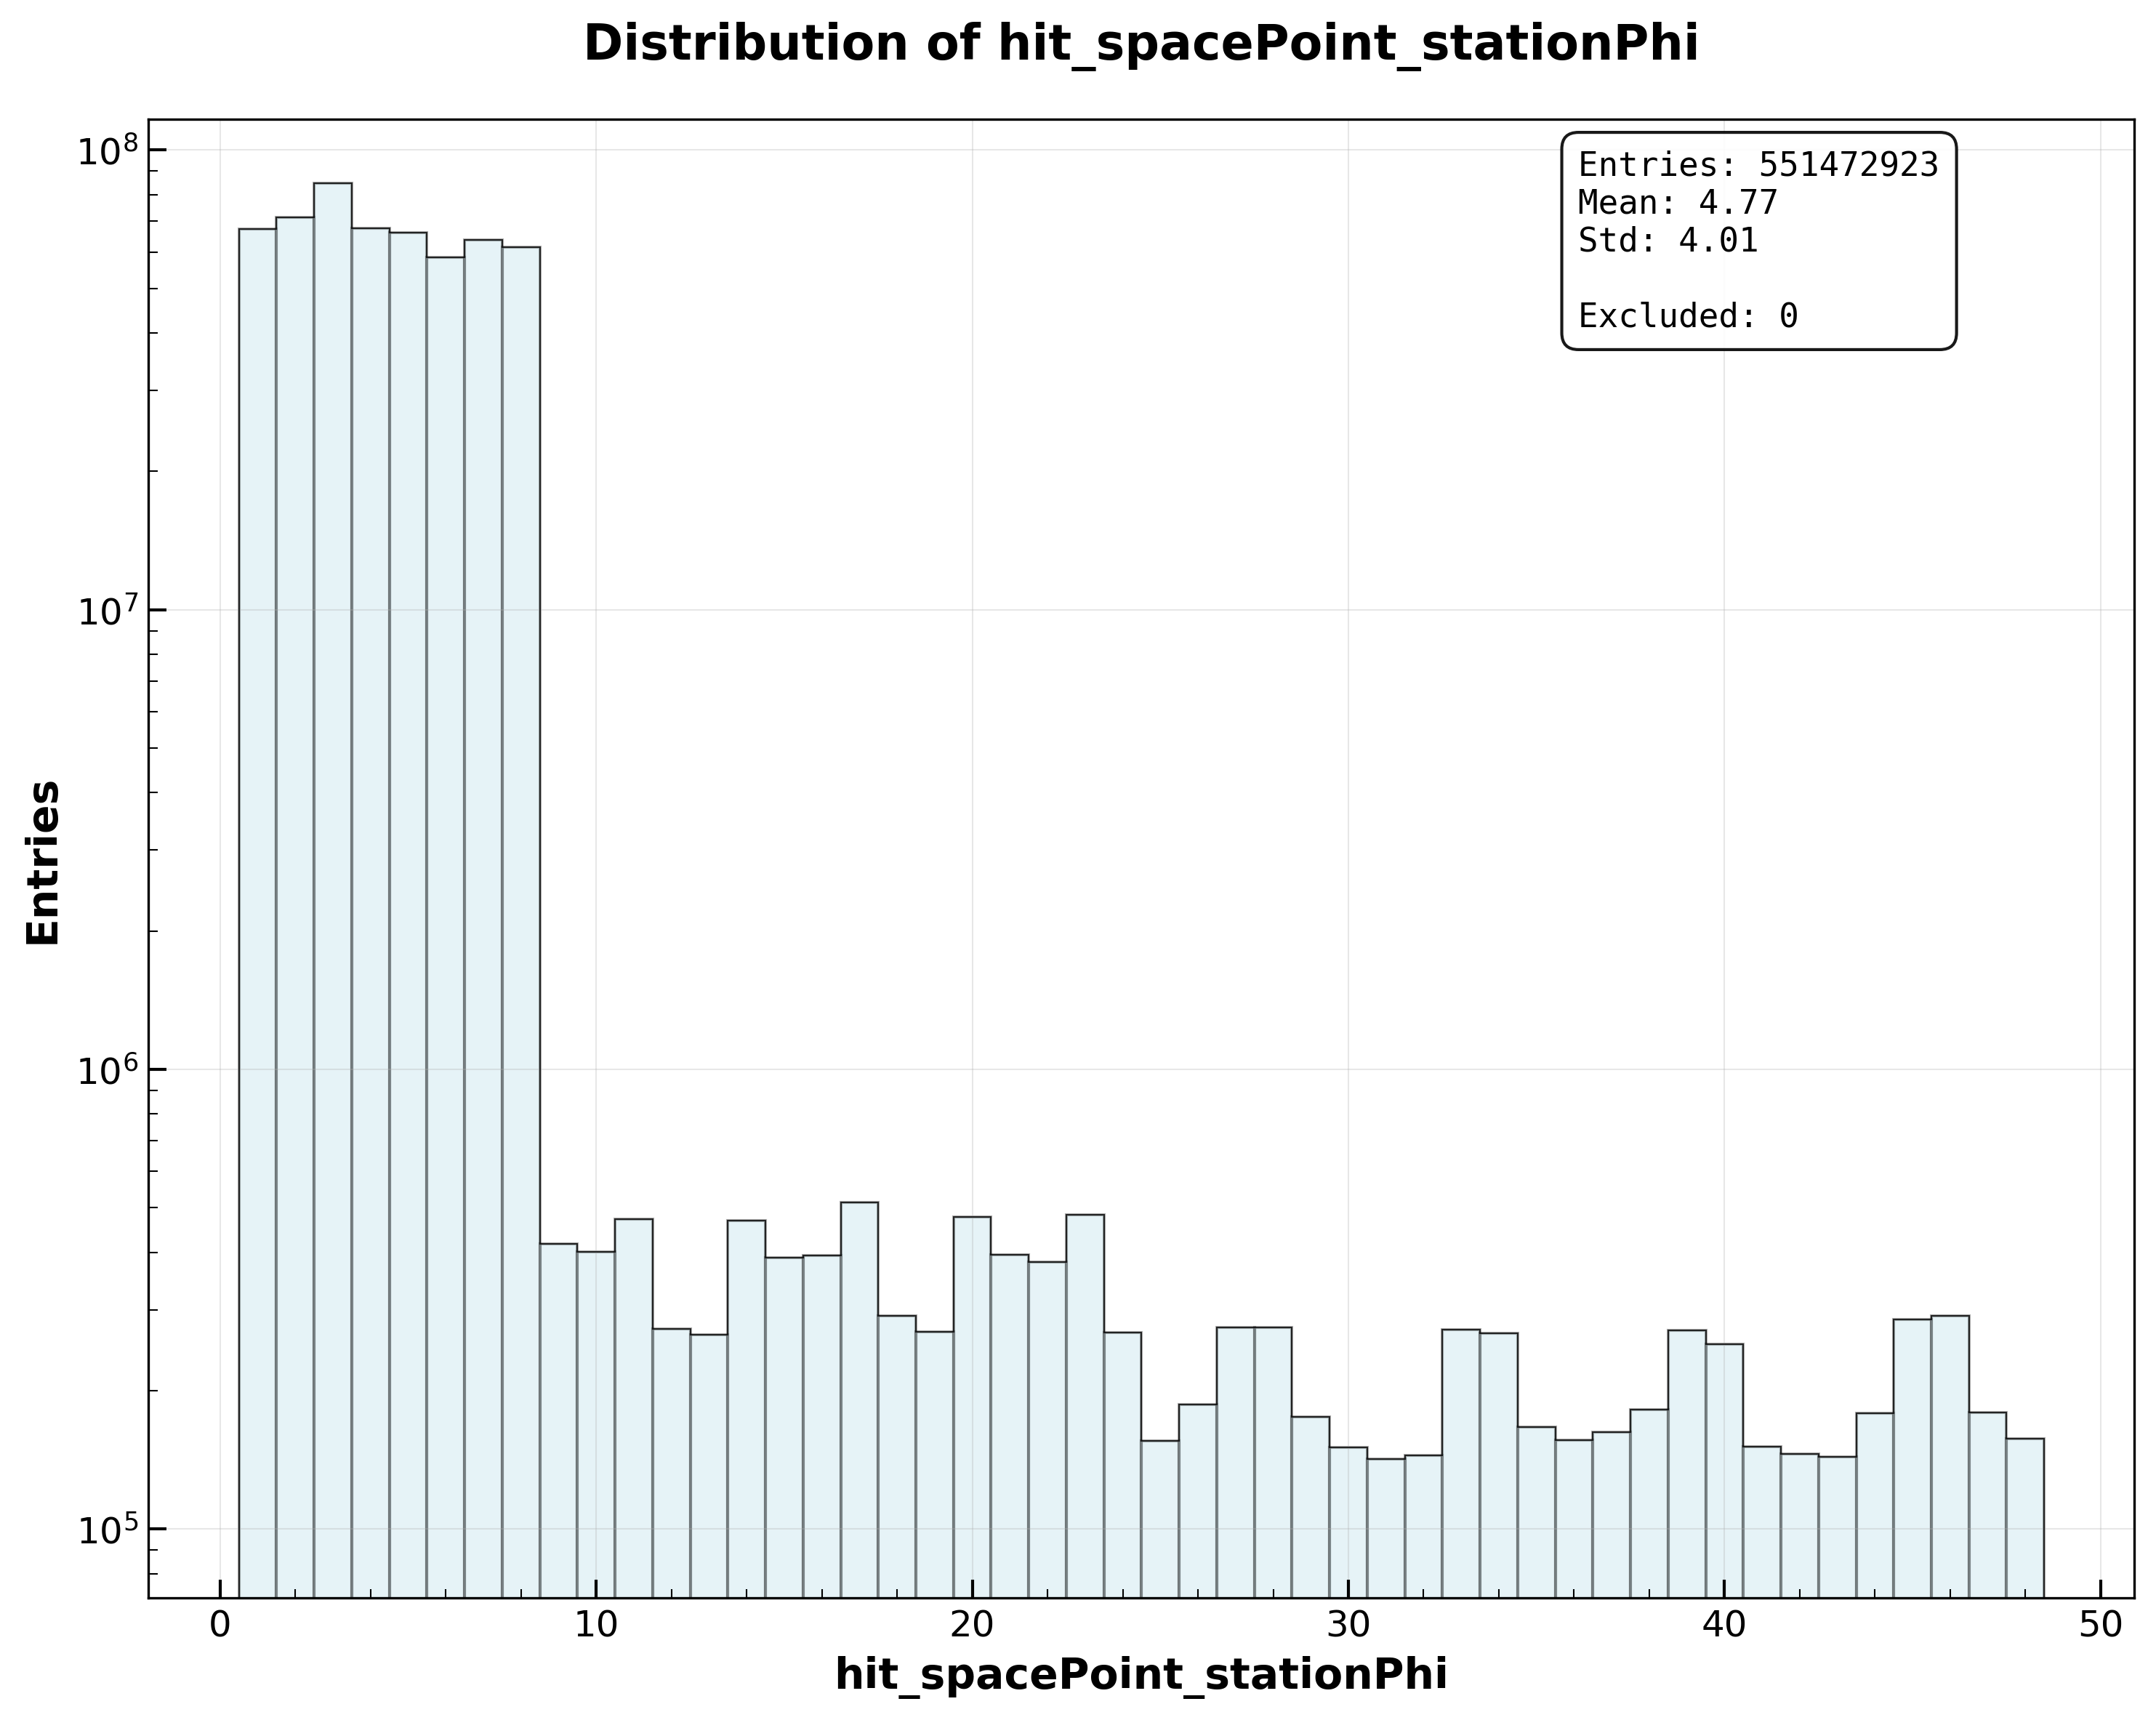 Distribution of hit_spacePoint_stationPhi
Entries: 551472923
Mean: 4.77
Std: 4.01
Excluded: 0
10⁸
10⁷
10⁶
10⁵
Entries
0 10 20 30 40 50
hit_spacePoint_stationPhi